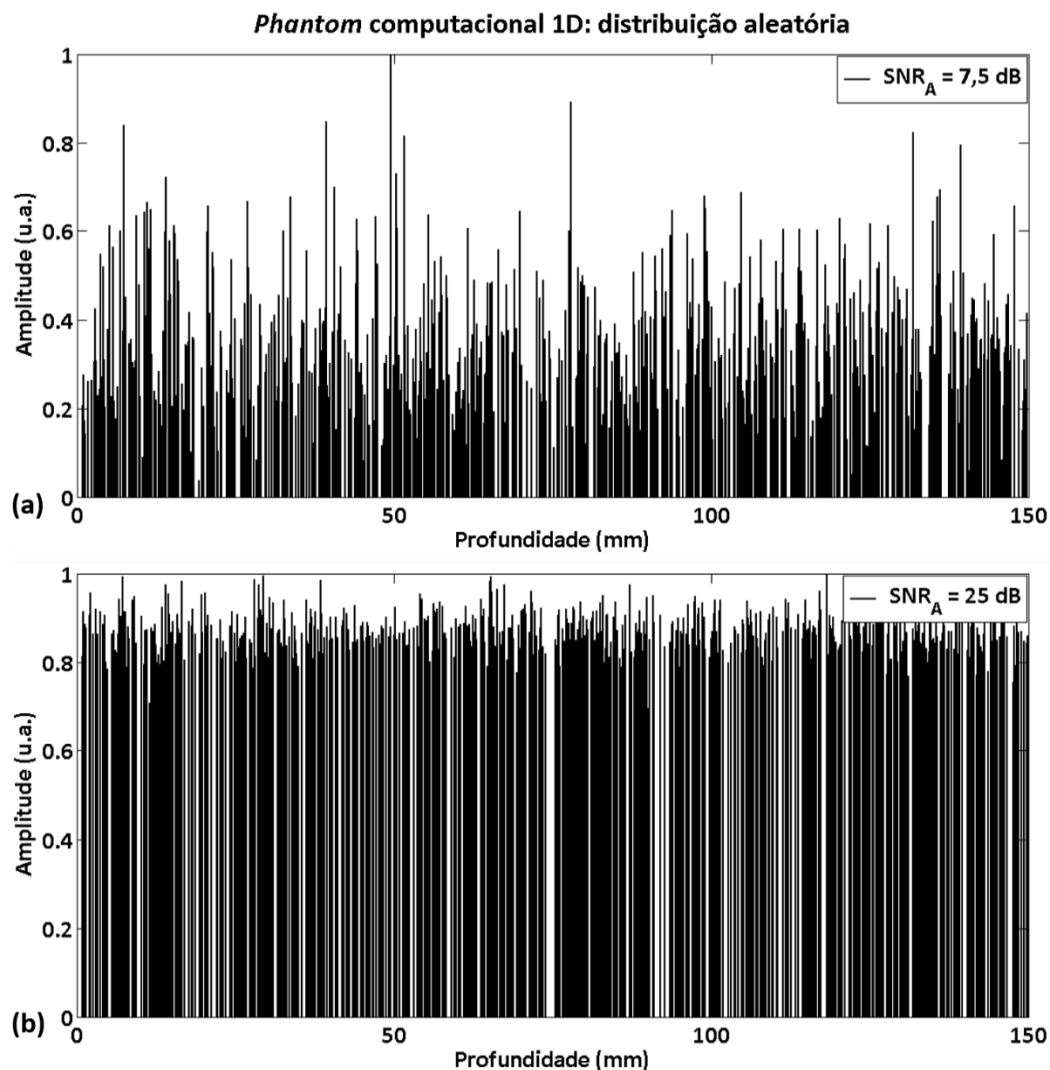 Phantom computacional 1D: distribuição aleatória
1
SNR_A = 7,5 dB
0.8
0.6
0.4
0.2
0
Amplitude (u.a.)
(a)
0
50
100
150
Profundidade (mm)
1
SNR_A = 25 dB
0.8
0.6
0.4
0.2
0
Amplitude (u.a.)
(b)
0
50
100
150
Profundidade (mm)